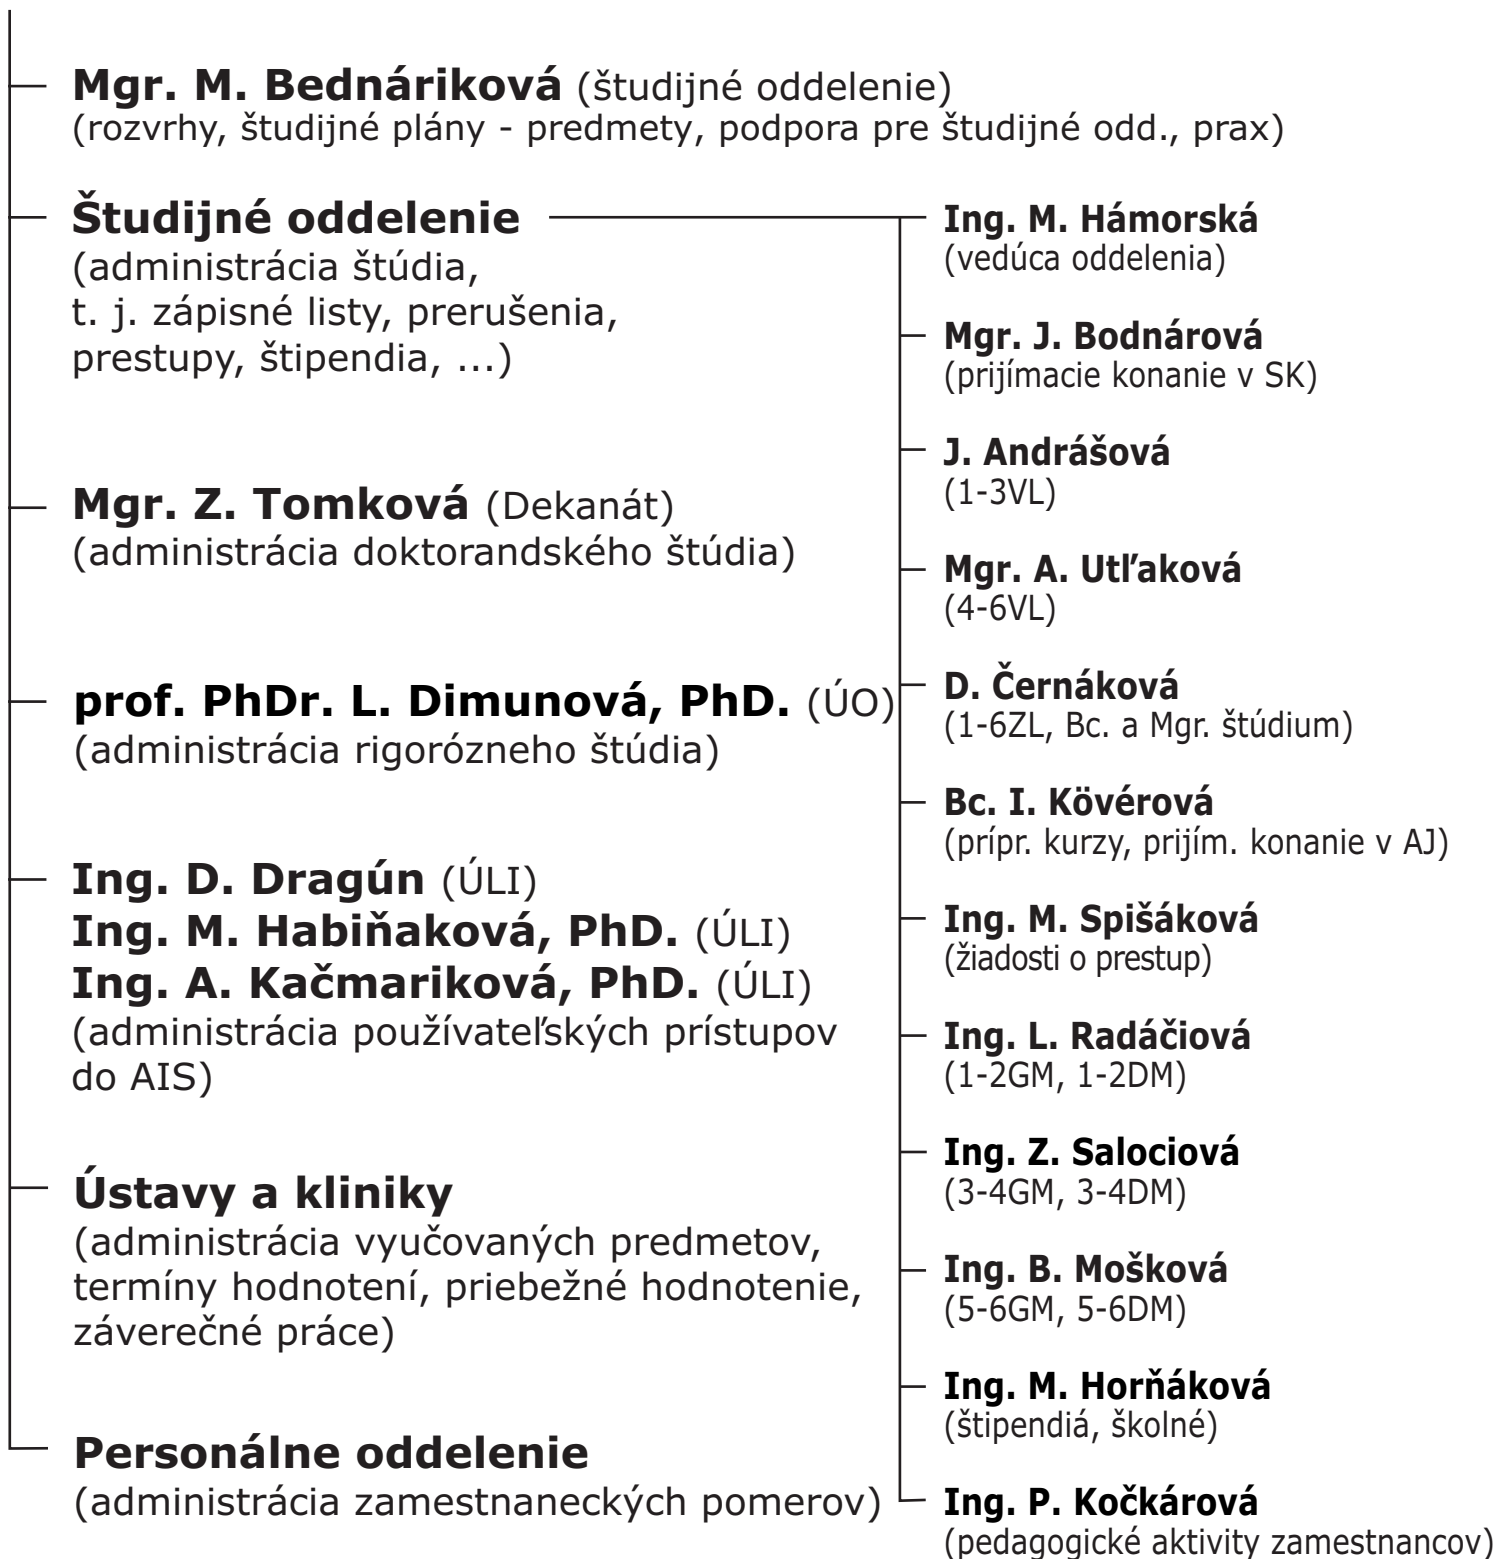 Mgr. M. Bednáriková (študijné oddelenie)
(rozvrhy, študijné plány - predmety, podpora pre študijné odd., prax)
Študijné oddelenie
(administrácia štúdia,
t. j. zápisné listy, prerušenia,
prestupy, štipendia, ...)
Mgr. Z. Tomková (Dekanát)
(administrácia doktorandského štúdia)
prof. PhDr. L. Dimunová, PhD. (ÚO)
(administrácia rigorózneho štúdia)
Ing. D. Dragún (ÚLI)
Ing. M. Habiňaková, PhD. (ÚLI)
Ing. A. Kačmariková, PhD. (ÚLI)
(administrácia používateľských prístupov
do AIS)
Ústavy a kliniky
(administrácia vyučovaných predmetov,
termíny hodnotení, priebežné hodnotenie,
záverečné práce)
Personálne oddelenie
(administrácia zamestnaneckých pomerov)
Ing. M. Hámorská
(vedúca oddelenia)
Mgr. J. Bodnárová
(prijímacie konanie v SK)
J. Andrášová
(1-3VL)
Mgr. A. Utľaková
(4-6VL)
D. Černáková
(1-6ZL, Bc. a Mgr. štúdium)
Bc. I. Kövérová
(prípr. kurzy, prijím. konanie v AJ)
Ing. M. Spišáková
(žiadosti o prestup)
Ing. L. Radáčiová
(1-2GM, 1-2DM)
Ing. Z. Salociová
(3-4GM, 3-4DM)
Ing. B. Mošková
(5-6GM, 5-6DM)
Ing. M. Horňáková
(štipendiá, školné)
Ing. P. Kočkárová
(pedagogické aktivity zamestnancov)